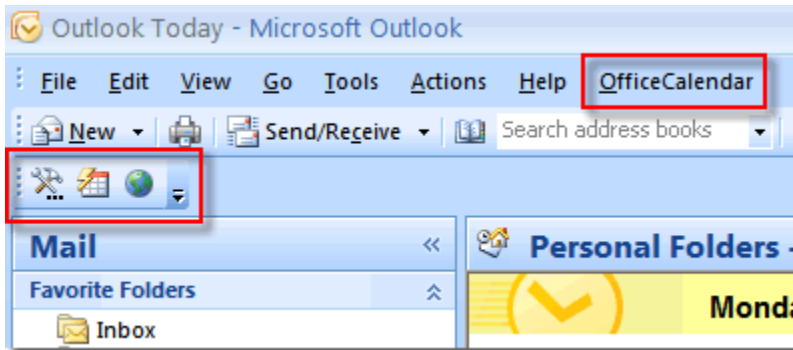 Outlook Today - Microsoft Outlook
File Edit View Go Tools Actions Help OfficeCalendar
New Send/Receive Search address books
Mail Personal Folders -
Favorite Folders Monda
Inbox